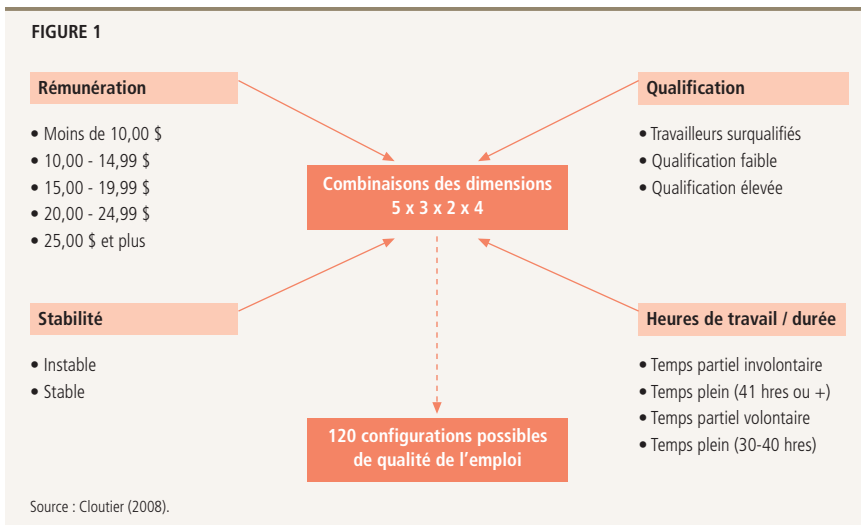 FIGURE 1
Rémunération
• Moins de 10,00 $
• 10,00 - 14,99 $
• 15,00 - 19,99 $
• 20,00 - 24,99 $
• 25,00 $ et plus
Qualification
• Travailleurs surqualifiés
• Qualification faible
• Qualification élevée
Combinaisons des dimensions
5 x 3 x 2 x 4
Stabilité
• Instable
• Stable
Heures de travail / durée
• Temps partiel involontaire
• Temps plein (41 hres ou +)
• Temps partiel volontaire
• Temps plein (30-40 hres)
120 configurations possibles
de qualité de l'emploi
Source : Cloutier (2008).